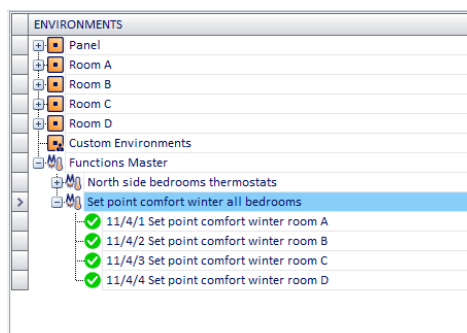 ENVIRONMENTS
Panel
Room A
Room B
Room C
Room D
Custom Environments
Functions Master
North side bedrooms thermostats
Set point comfort winter all bedrooms
11/4/1 Set point comfort winter room A
11/4/2 Set point comfort winter room B
11/4/3 Set point comfort winter room C
11/4/4 Set point comfort winter room D